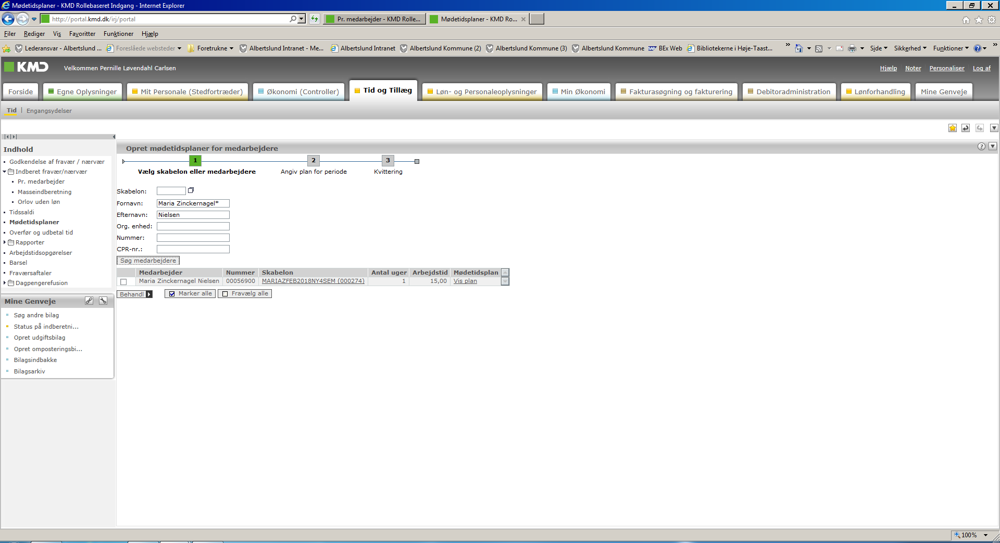 Mødetidsplaner - KMD Rollebaseret Indgang - Internet Explorer
http://portal.kmd.dk/irj/portal
Pr. medarbejder - KMD Rolle...
Mødetidsplaner - KMD Ro...
Filer Rediger Vis Favoritter Funktioner Hjælp
Lederansvar - Albertslund ... Foreslåede websteder Foretrukne Albertslund Intranet - Me... Albertslund Intranet Albertslund Kommune (2) Albertslund Kommune (3) Albertslund Kommune BEx Web Bibliotekerne i Høje-Taast... » Side Sikkerhed Funktioner »
KMD Velkommen Pernille Løvendahl Carlsen Hjælp Noter Personaliser Log af
Forside Egne Oplysninger Mit Personale (Stedfortræder) Økonomi (Controller) Tid og Tillæg Løn- og Personaleoplysninger Min Økonomi Fakturasøgning og fakturering Debitoradministration Lønforhandling Mine Genveje
Tid | Engangsydelser
Indhold
Godkendelse af fravær / nærvær
Indberet fravær/nærvær
Pr. medarbejder
Masseindberetning
Orlov uden løn
Tidssaldi
Mødetidsplaner
Overfør og udbetal tid
Rapporter
Arbejdstidsopgørelser
Barsel
Fraværsaftaler
Dagpengerefusion
Mine Genveje
Søg andre bilag
Status på indberetni...
Opret udgiftsbilag
Opret omposteringsbi...
Bilagsindbakke
Bilagsarkiv
Opret mødetidsplaner for medarbejdere
1 2 3
Vælg skabelon eller medarbejdere Angiv plan for periode Kvittering
Skabelon:
Fornavn: Maria Zinckernagel*
Efternavn: Nielsen
Org. enhed:
Nummer:
CPR-nr.:
Søg medarbejdere
Medarbejder Nummer Skabelon Antal uger Arbejdstid Mødetidsplan
Maria Zinckernagel Nielsen 00056900 MARIAZFEB2018NY4SEM (000274) 1 15,00 Vis plan
Behandl Marker alle Fravælg alle
100%